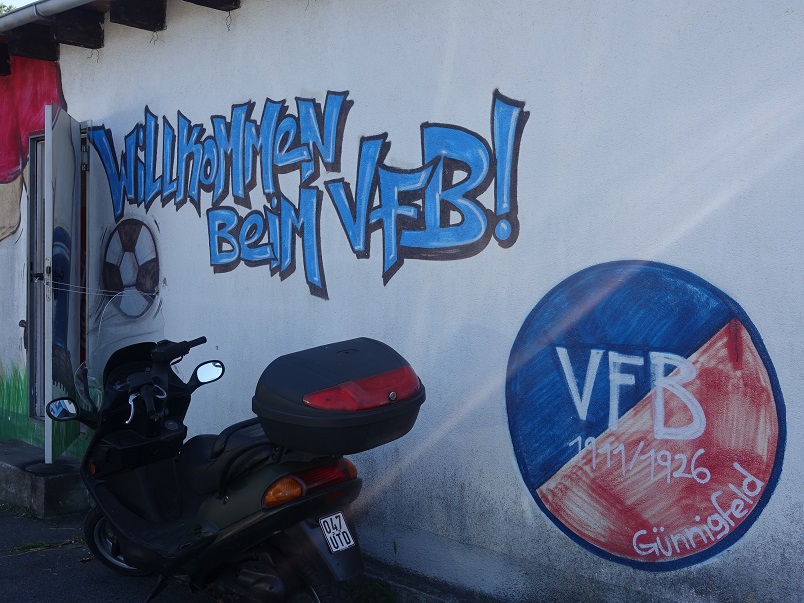 WiLLKOMMEN
BEiM VFB!
VFB
1911/1926
Günnigfeld
047
UTD